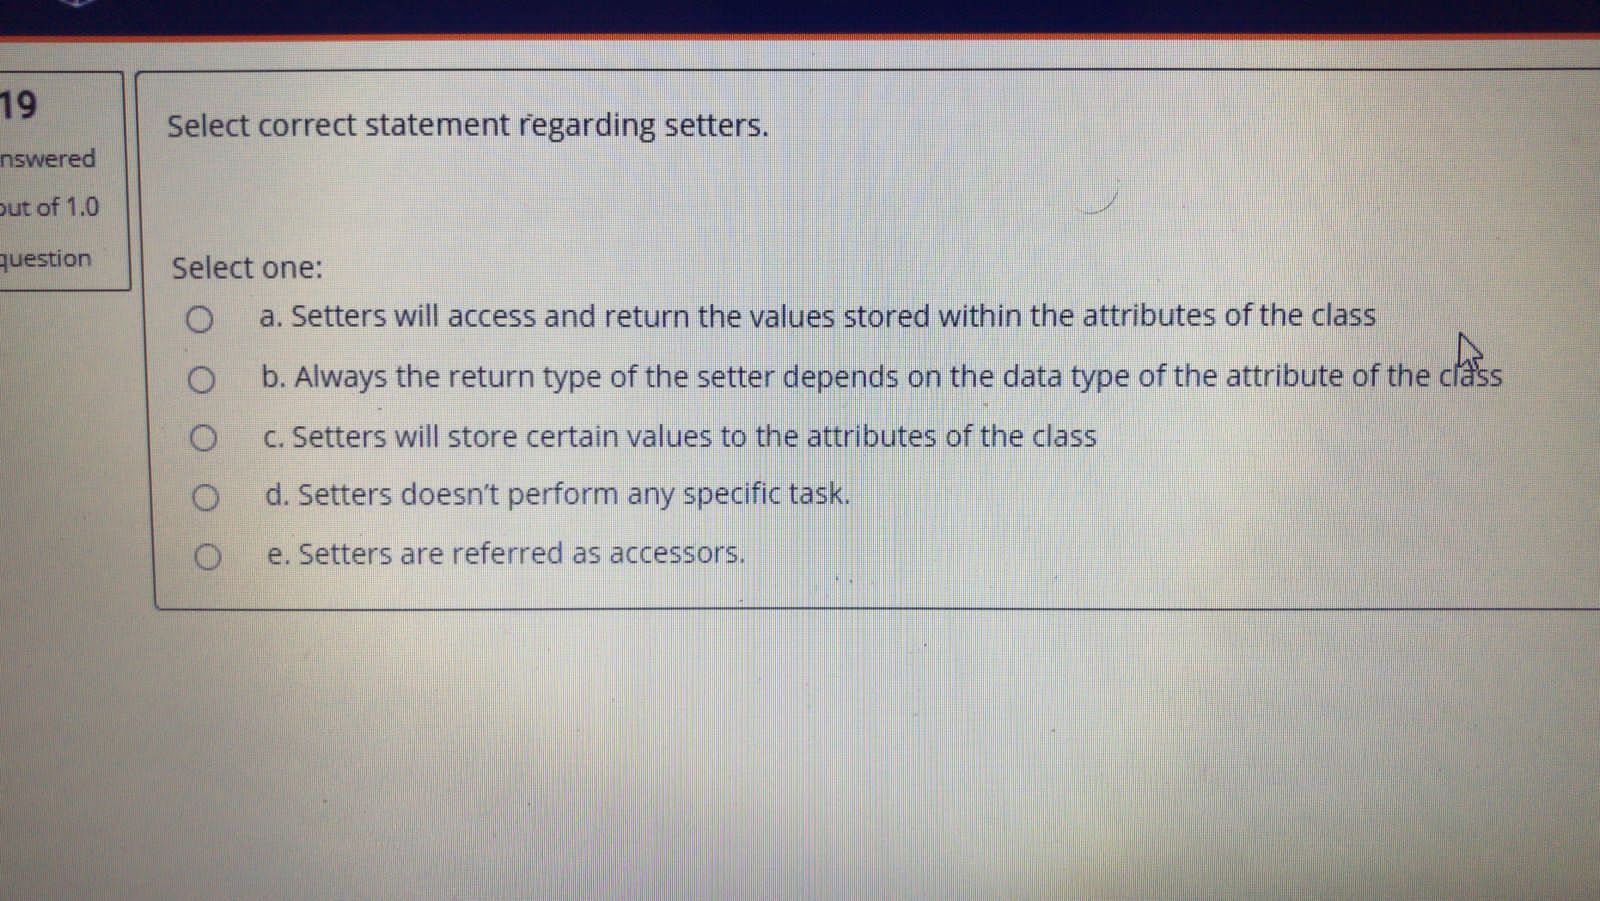 19
nswered
out of 1.0
question
Select correct statement regarding setters.
Select one:
a. Setters will access and return the values stored within the attributes of the class
b. Always the return type of the setter depends on the data type of the attribute of the class
c. Setters will store certain values to the attributes of the class
d. Setters doesn't perform any specific task.
e. Setters are referred as accessors.